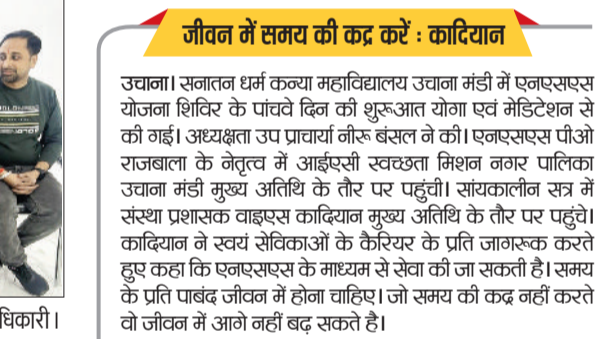 जीवन में समय की कद्र करें : कादियान
उचाना। सनातन धर्म कन्या महाविद्यालय उचाना मंडी में एनएसएस
योजना शिविर के पांचवे दिन की शुरूआत योगा एवं मेडिटेशन से
की गई। अध्यक्षता उप प्राचार्या नीरू बंसल ने की। एनएसएस पीओ
राजबाला के नेतृत्व में आईएसी स्वच्छता मिशन नगर पालिका
उचाना मंडी मुख्य अतिथि के तौर पर पहुंची। सांयकालीन सत्र में
संस्था प्रशासक वाइएस कादियान मुख्य अतिथि के तौर पर पहुंचे।
कादियान ने स्वयं सेविकाओं के कैरियर के प्रति जागरूक करते
हुए कहा कि एनएसएस के माध्यम से सेवा की जा सकती है। समय
के प्रति पाबंद जीवन में होना चाहिए। जो समय की कद्र नहीं करते
वो जीवन में आगे नहीं बढ़ सकते है।
धिकारी।